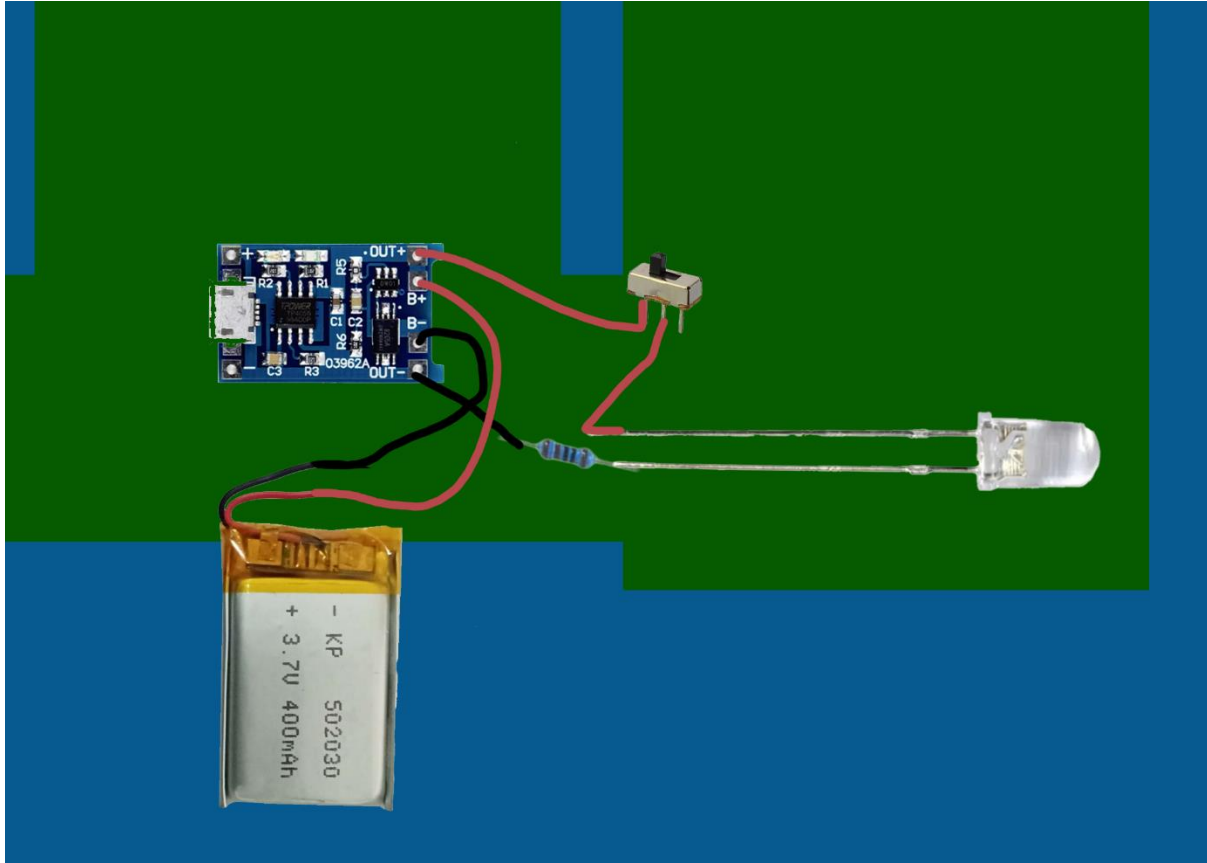 +
OUT+
R5
R2
R1
B+
C1
C2
B-
R6
03962A
C3
R3
OUT-
-
- KP 502030
+ 3.7V 400mAh